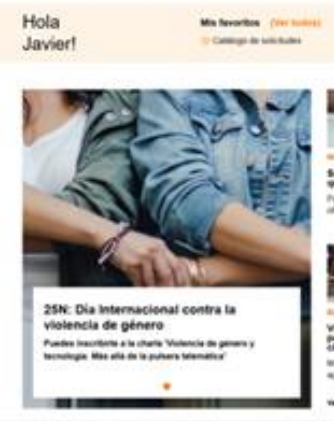 Hola
Javier!
Mis favoritos (Ver todos)
Catálogo de solicitudes
25N: Día Internacional contra la
violencia de género
Puedes inscribirte a la charla 'Violencia de género y
tecnología. Más allá de la pulsera telemática'